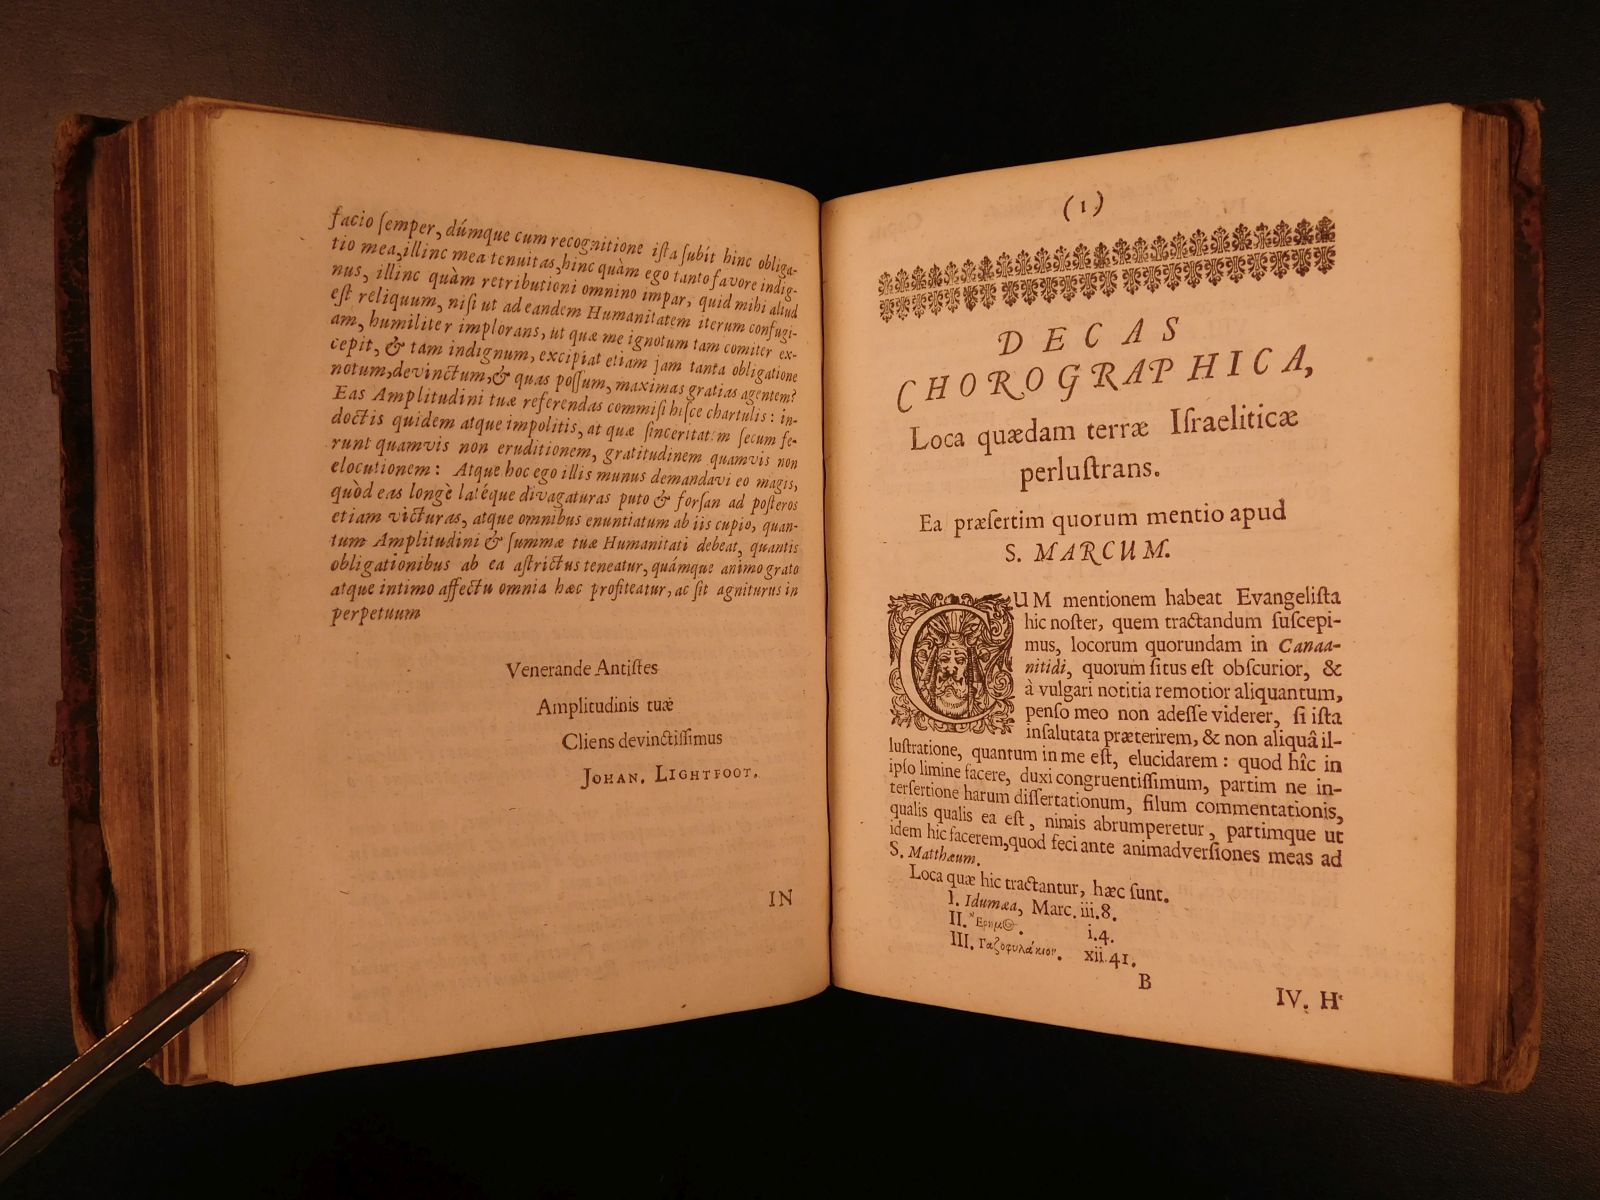 facio ſemper, dúmque cum recognitione iſta ſubit hinc obliga-
tio mea, illinc mea tenuitas, hinc quàm ego tanto favore indig-
nus, illinc quàm retributioni omnino impar, quid mihi aliud
eſt reliquum, niſi ut ad eandem Humanitatem iterum confugi-
am, humiliter implorans, ut quæ me ignotum tam comiter ex-
cepit, & tam indignum, excipiat etiam jam tanta obligatione
notum, devinctum, & quas poſſum, maximas gratias agentem?
Eas Amplitudini tuæ referendas commiſi hiſce chartulis: in-
doctis quidem atque impolitis, at quæ ſinceritatem ſecum fe-
runt quamvis non eruditionem, gratitudinem quamvis non
elocutionem: Atque hoc ego illis munus demandavi eo magis,
quòd eas longè latéque divagaturas puto & forſan ad poſteros
etiam victuras, atque omnibus enuntiatum ab iis cupio, quan-
tum Amplitudini & ſummæ tuæ Humanitati debeat, quantis
obligationibus ab ea aſtrictus teneatur, quámque animo grato
atque intimo affectu omnia hæc profiteatur, ac ſit agniturus in
perpetuum
Venerande Antiſtes
Amplitudinis tuæ
Cliens devinctiſſimus
JOHAN. LIGHTFOOT.
IN
(1)
DECAS
CHOROGRAPHICA,
Loca quædam terræ Iſraeliticæ
perluſtrans.
Ea præſertim quorum mentio apud
S. MARCUM.
CUM mentionem habeat Evangeliſta
hic noſter, quem tractandum ſuſcepi-
mus, locorum quorundam in Canaa-
nitidi, quorum ſitus eſt obſcurior, &
à vulgari notitia remotior aliquantum,
penſo meo non adeſſe viderer, ſi iſta
inſalutata præterirem, & non aliquâ il-
luſtratione, quantum in me eſt, elucidarem: quod hîc in
ipſo limine facere, duxi congruentiſſimum, partim ne in-
terſertione harum diſſertationum, filum commentationis,
qualis qualis ea eſt, nimis abrumperetur, partimque ut
idem hic facerem, quod feci ante animadverſiones meas ad
S. Matthæum.
Loca quæ hic tractantur, hæc ſunt.
I. Idumæa, Marc. iii. 8.
II. Ἔρημος. i. 4.
III. Γαζοφυλάκιον. xii. 41.
B
IV. H